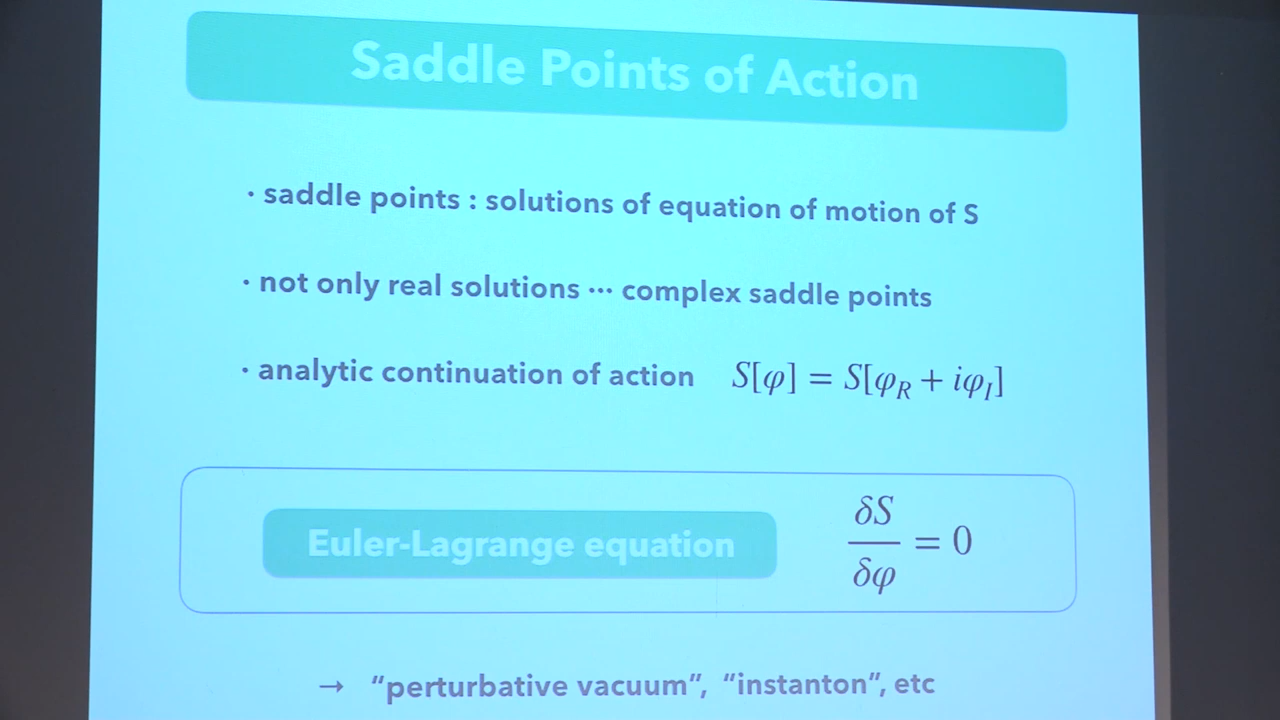 Saddle Points of Action
· saddle points : solutions of equation of motion of S
· not only real solutions ··· complex saddle points
· analytic continuation of action S[φ] = S[φ_R + iφ_I]
Euler-Lagrange equation δS/δφ = 0
→ "perturbative vacuum", "instanton", etc